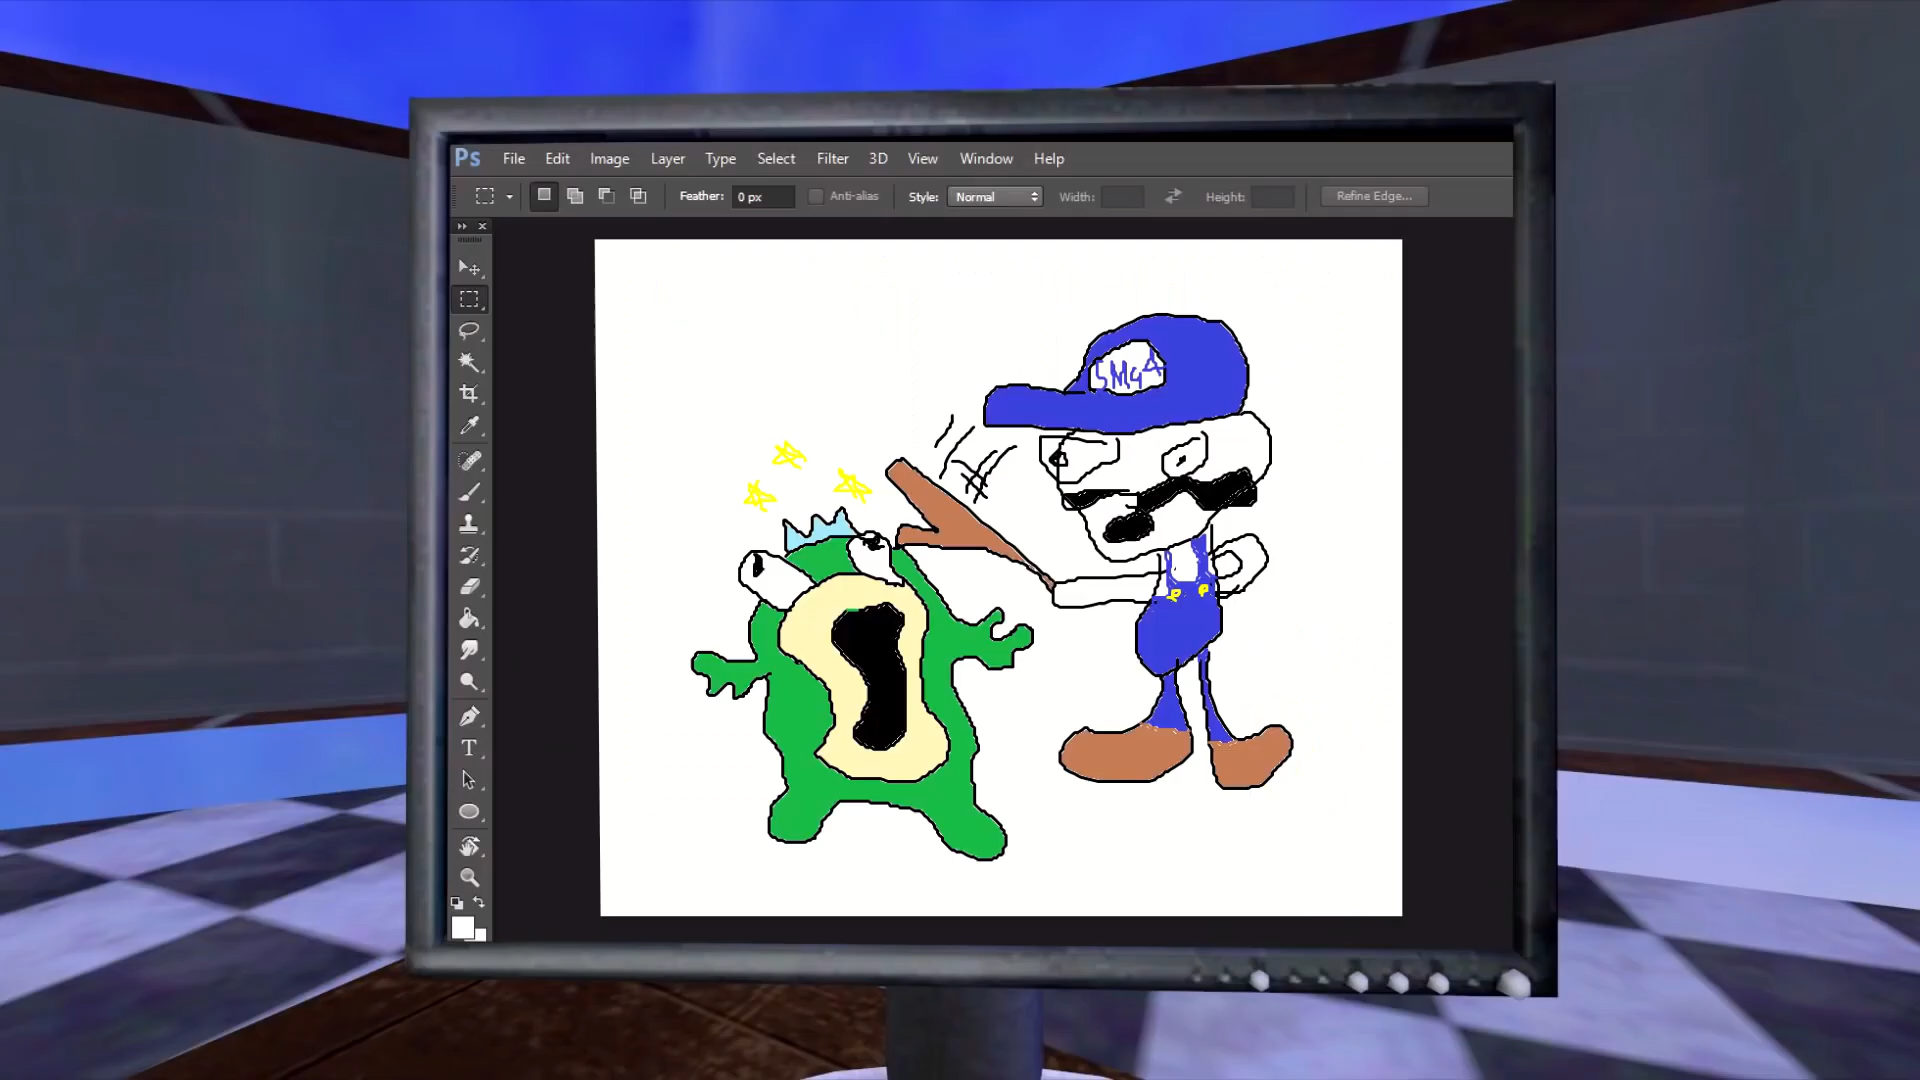 Ps File Edit Image Layer Type Select Filter 3D View Window Help
Feather: 0 px Anti-alias Style: Normal Width: Height: Refine Edge...
SMG4
T